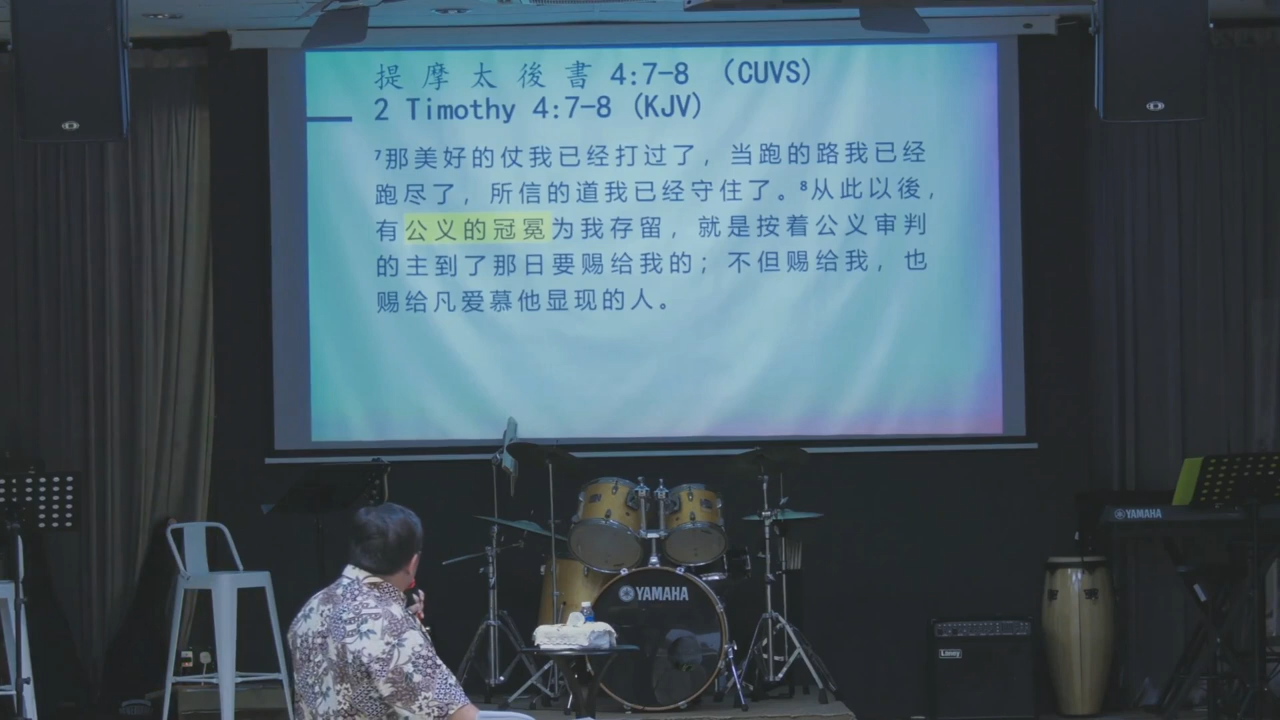 提摩太後書 4:7-8 （CUVS）
2 Timothy 4:7-8 (KJV)
⁷那美好的仗我已经打过了，当跑的路我已经
跑尽了，所信的道我已经守住了。⁸从此以後，
有公义的冠冕为我存留，就是按着公义审判
的主到了那日要赐给我的；不但赐给我，也
赐给凡爱慕他显现的人。
YAMAHA
YAMAHA
Laney